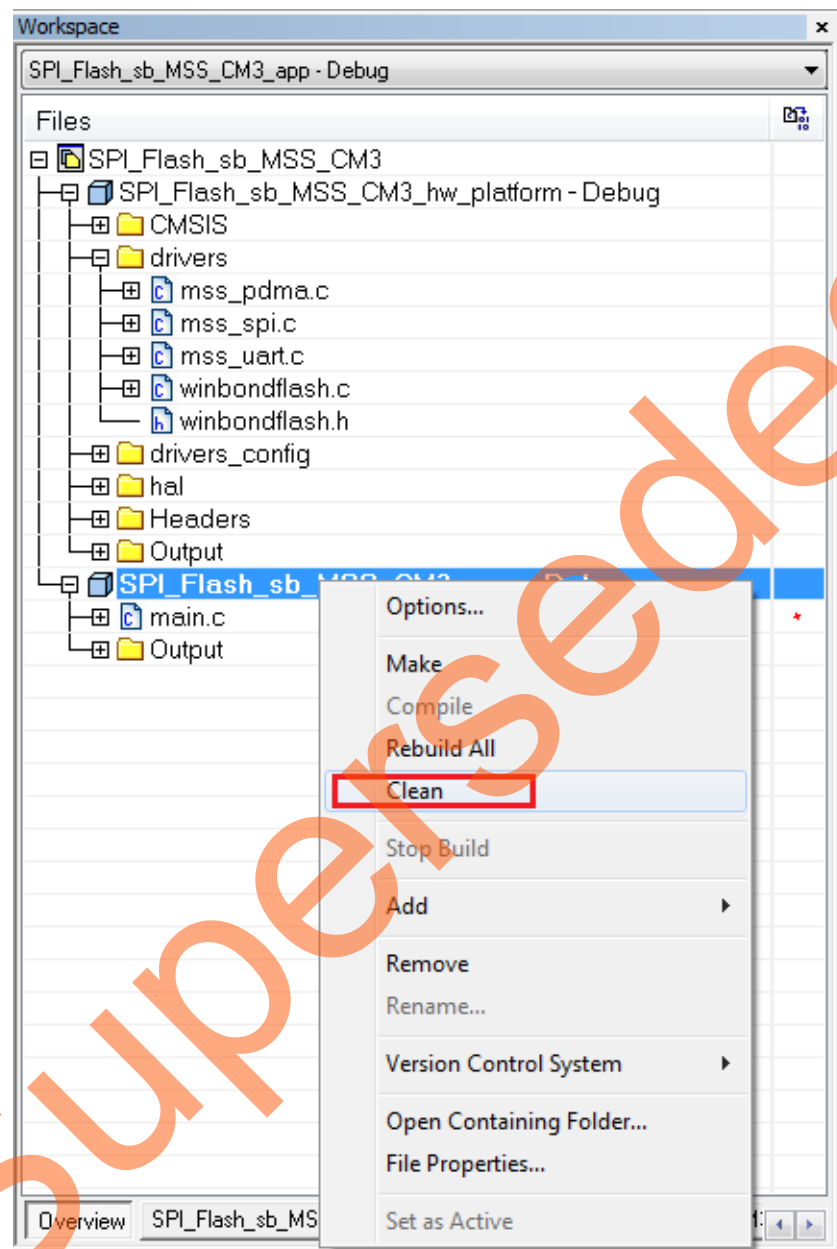 Workspace
SPI_Flash_sb_MSS_CM3_app - Debug
Files
SPI_Flash_sb_MSS_CM3
SPI_Flash_sb_MSS_CM3_hw_platform - Debug
CMSIS
drivers
mss_pdma.c
mss_spi.c
mss_uart.c
winbondflash.c
winbondflash.h
drivers_config
hal
Headers
Output
SPI_Flash_sb_
main.c
Output
Options...
Make
Compile
Rebuild All
Clean
Stop Build
Add
Remove
Rename...
Version Control System
Open Containing Folder...
File Properties...
Set as Active
Overview SPI_Flash_sb_MS
Superseded